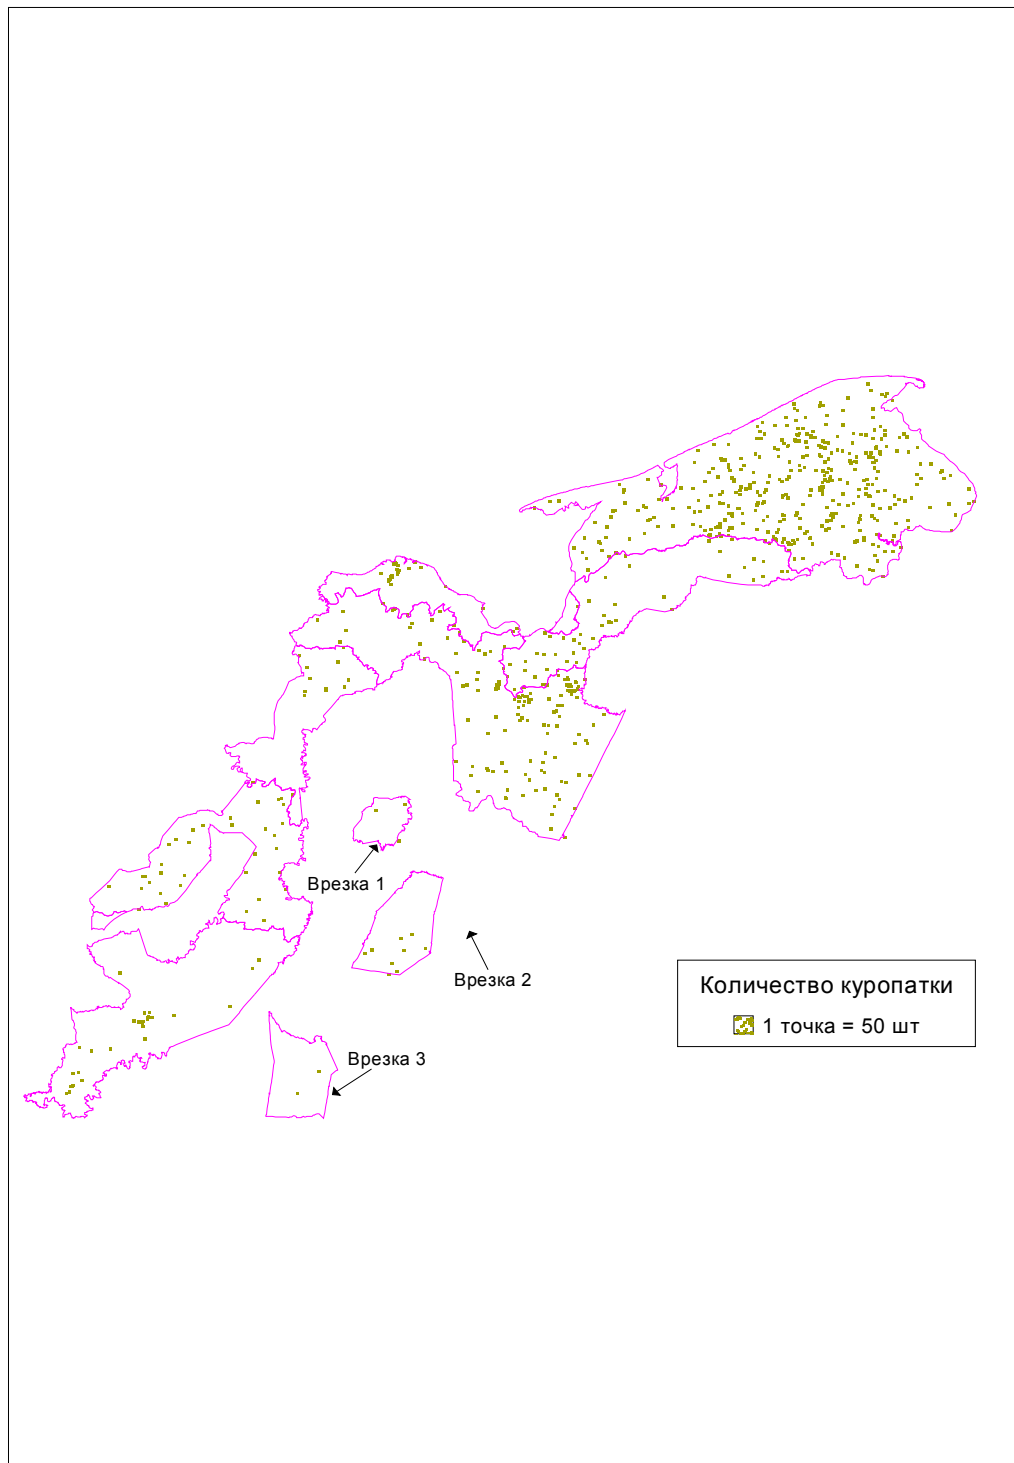 Врезка 1
Врезка 2
Количество куропатки
1 точка = 50 шт
Врезка 3